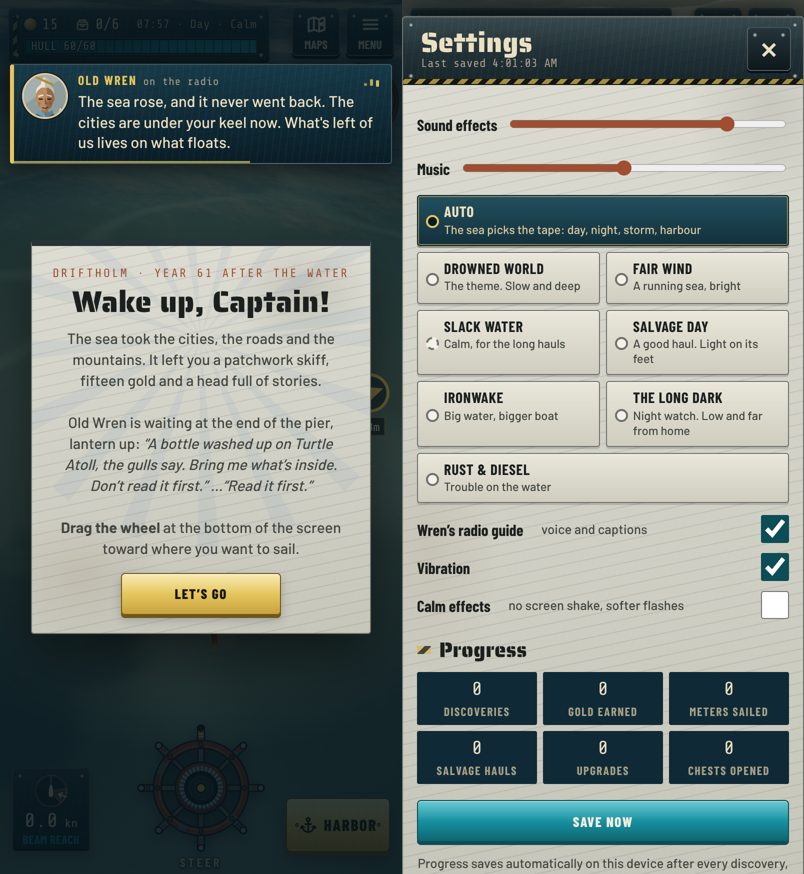 15
0/6
07:57 · Day · Calm
HULL 60/60
MAPS
MENU
OLD WREN on the radio
The sea rose, and it never went back. The
cities are under your keel now. What's left of
us lives on what floats.
DRIFTHOLM · YEAR 61 AFTER THE WATER
Wake up, Captain!
The sea took the cities, the roads and the
mountains. It left you a patchwork skiff,
fifteen gold and a head full of stories.
Old Wren is waiting at the end of the pier,
lantern up: “A bottle washed up on Turtle
Atoll, the gulls say. Bring me what’s inside.
Don’t read it first.” …“Read it first.”
Drag the wheel at the bottom of the screen
toward where you want to sail.
LET’S GO
0.0 kn
BEAM REACH
STEER
HARBOR
Settings
Last saved 4:01:03 AM
Sound effects
Music
AUTO
The sea picks the tape: day, night, storm, harbour
DROWNED WORLD
The theme. Slow and deep
FAIR WIND
A running sea, bright
SLACK WATER
Calm, for the long hauls
SALVAGE DAY
A good haul. Light on its
feet
IRONWAKE
Big water, bigger boat
THE LONG DARK
Night watch. Low and far
from home
RUST & DIESEL
Trouble on the water
Wren’s radio guide voice and captions
Vibration
Calm effects no screen shake, softer flashes
Progress
0
DISCOVERIES
0
GOLD EARNED
0
METERS SAILED
0
SALVAGE HAULS
0
UPGRADES
0
CHESTS OPENED
SAVE NOW
Progress saves automatically on this device after every discovery,